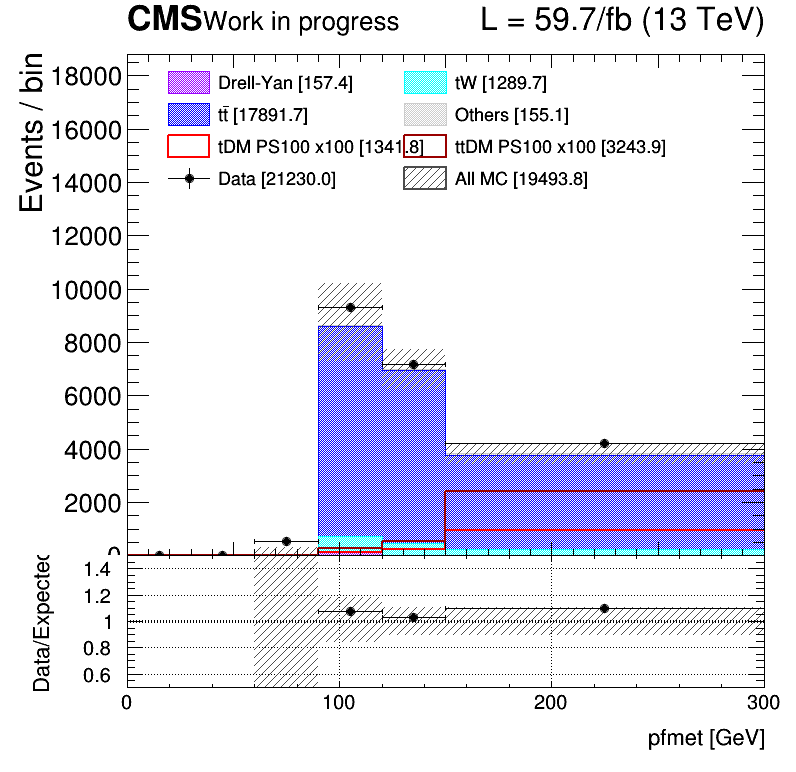 CMS Work in progress L = 59.7/fb (13 TeV)
Events / bin
18000
16000
14000
12000
10000
8000
6000
4000
2000
0
Drell-Yan [157.4] tW [1289.7]
tt̄ [17891.7] Others [155.1]
tDM PS100 x100 [1341.8] ttDM PS100 x100 [3243.9]
Data [21230.0] All MC [19493.8]
Data/Expected
1.4
1.2
1
0.8
0.6
0 100 200 300
pfmet [GeV]